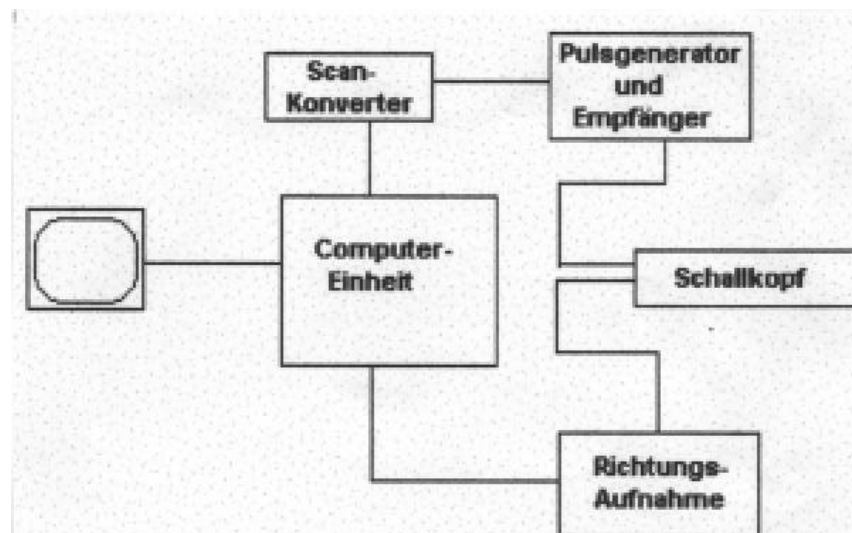 Scan-
Konverter
Pulsgenerator
und
Empfänger
Computer-
Einheit
Schallkopf
Richtungs-
Aufnahme